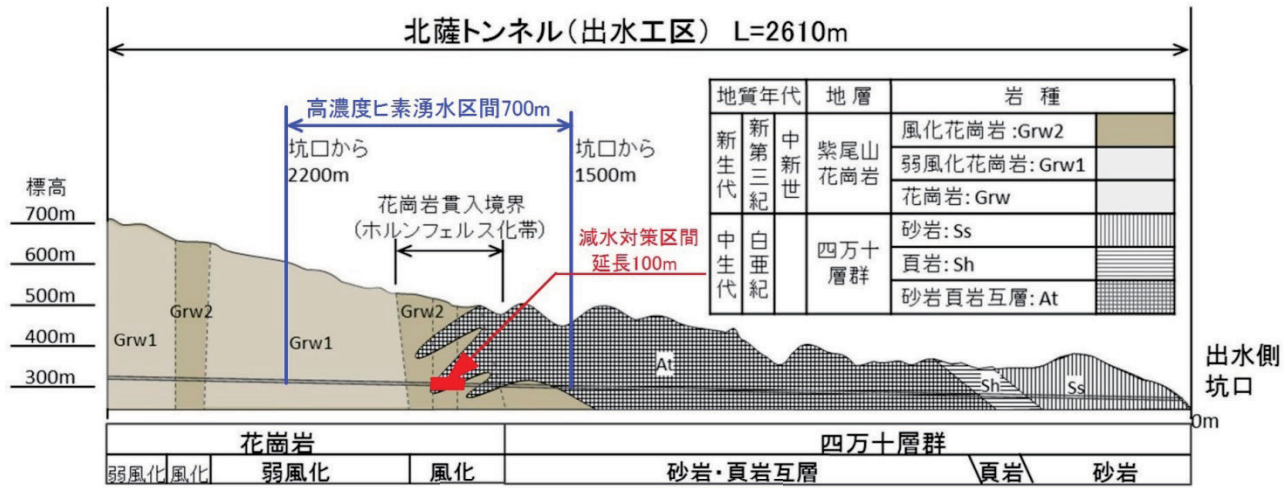 北薩トンネル(出水工区) L=2610m
高濃度ヒ素湧水区間700m
坑口から
2200m
坑口から
1500m
花崗岩貫入境界
(ホルンフェルス化帯)
減水対策区間
延長100m
標高
700m
600m
500m
400m
300m
地質年代 地層 岩種
新生代 新第三紀 中新世 紫尾山花崗岩
風化花崗岩:Grw2
弱風化花崗岩:Grw1
花崗岩:Grw
中生代 白亜紀 四万十層群
砂岩:Ss
頁岩:Sh
砂岩頁岩互層:At
Grw1
Grw2
Grw1
Grw2
At
Sh
Ss
出水側
坑口
0m
花崗岩 四万十層群
弱風化 風化 弱風化 風化 砂岩・頁岩互層 頁岩 砂岩